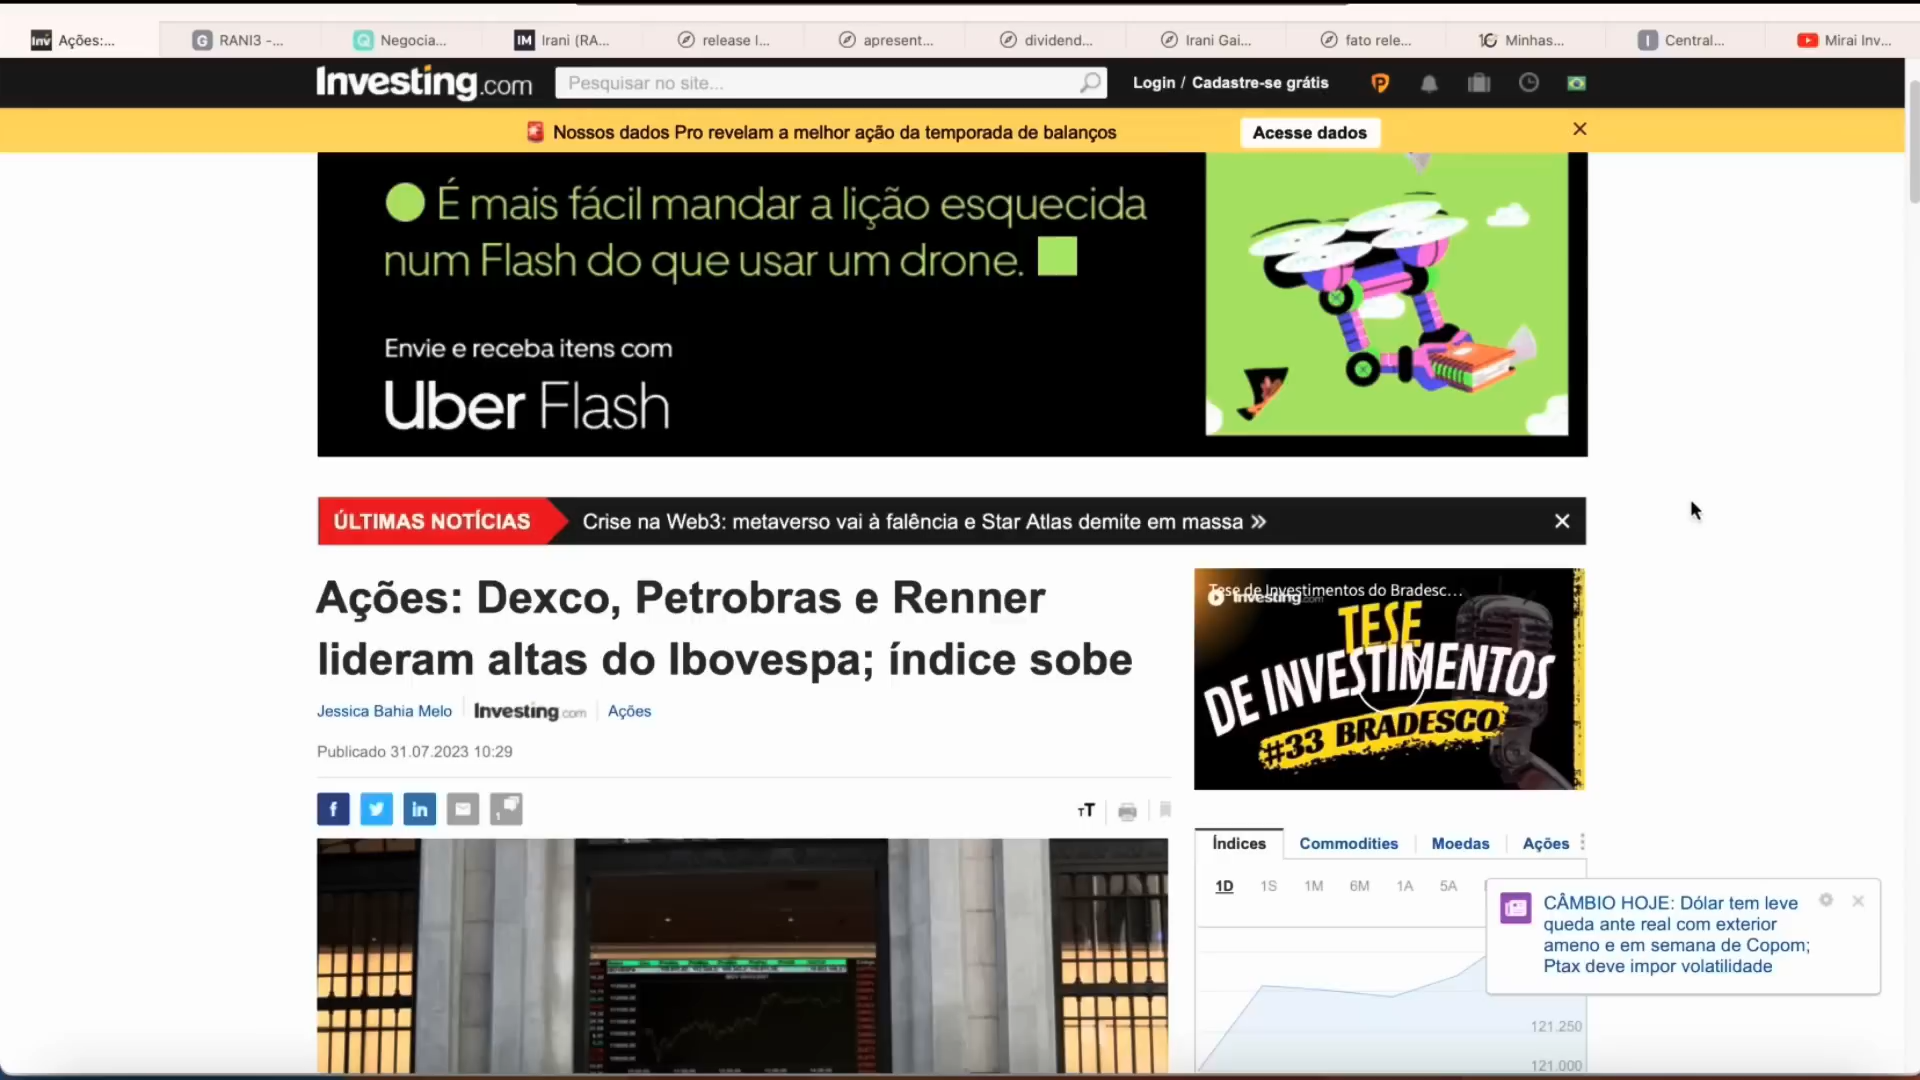 Inv Ações:...
G RANI3 -...
Negocia...
IM Irani (RA...
release I...
apresent...
dividend...
Irani Gai...
fato rele...
Minhas...
I Central...
Mirai Inv...
Investing.com
Pesquisar no site...
Login / Cadastre-se grátis
Nossos dados Pro revelam a melhor ação da temporada de balanços
Acesse dados
É mais fácil mandar a lição esquecida
num Flash do que usar um drone.
Envie e receba itens com
Uber Flash
ÚLTIMAS NOTÍCIAS
Crise na Web3: metaverso vai à falência e Star Atlas demite em massa »
Ações: Dexco, Petrobras e Renner
lideram altas do Ibovespa; índice sobe
Jessica Bahia Melo
Investing.com
Ações
Publicado 31.07.2023 10:29
1
TT
Tese de Investimentos do Bradesc...
Investing.com
TESE
DE INVESTIMENTOS
#33 BRADESCO
Índices
Commodities
Moedas
Ações
1D
1S
1M
6M
1A
5A
CÂMBIO HOJE: Dólar tem leve
queda ante real com exterior
ameno e em semana de Copom;
Ptax deve impor volatilidade
121.250
121.000